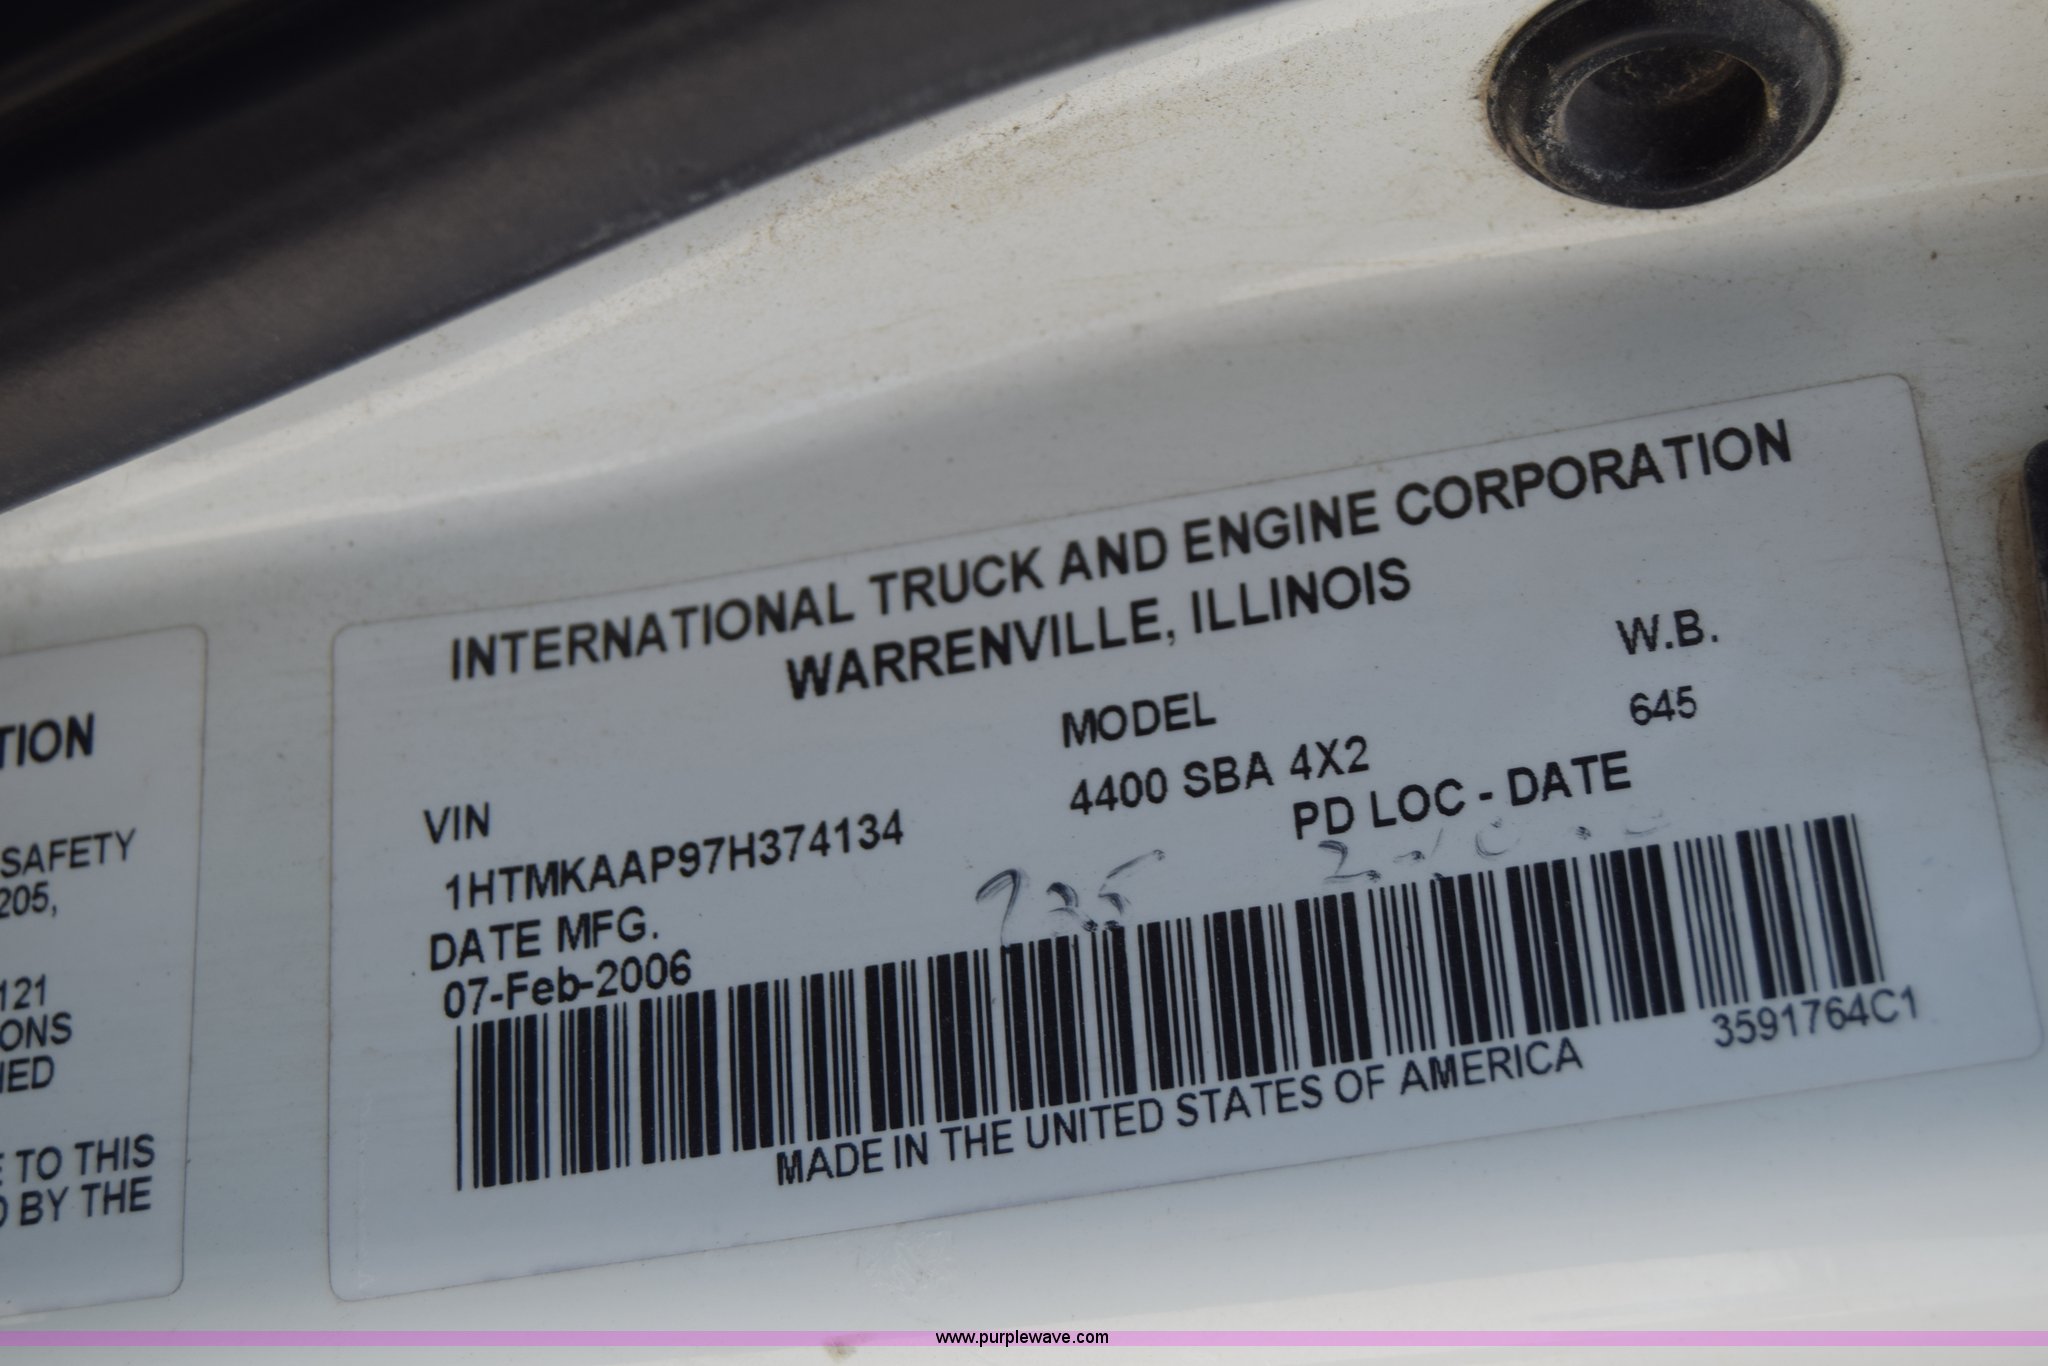 INTERNATIONAL TRUCK AND ENGINE CORPORATION
WARRENVILLE, ILLINOIS
VIN MODEL W.B.
1HTMKAAP97H374134 4400 SBA 4X2 645
DATE MFG. PD LOC - DATE
07-Feb-2006
3591764C1
MADE IN THE UNITED STATES OF AMERICA
TION
SAFETY
205,
121
ONS
IED
TO THIS
BY THE
www.purplewave.com